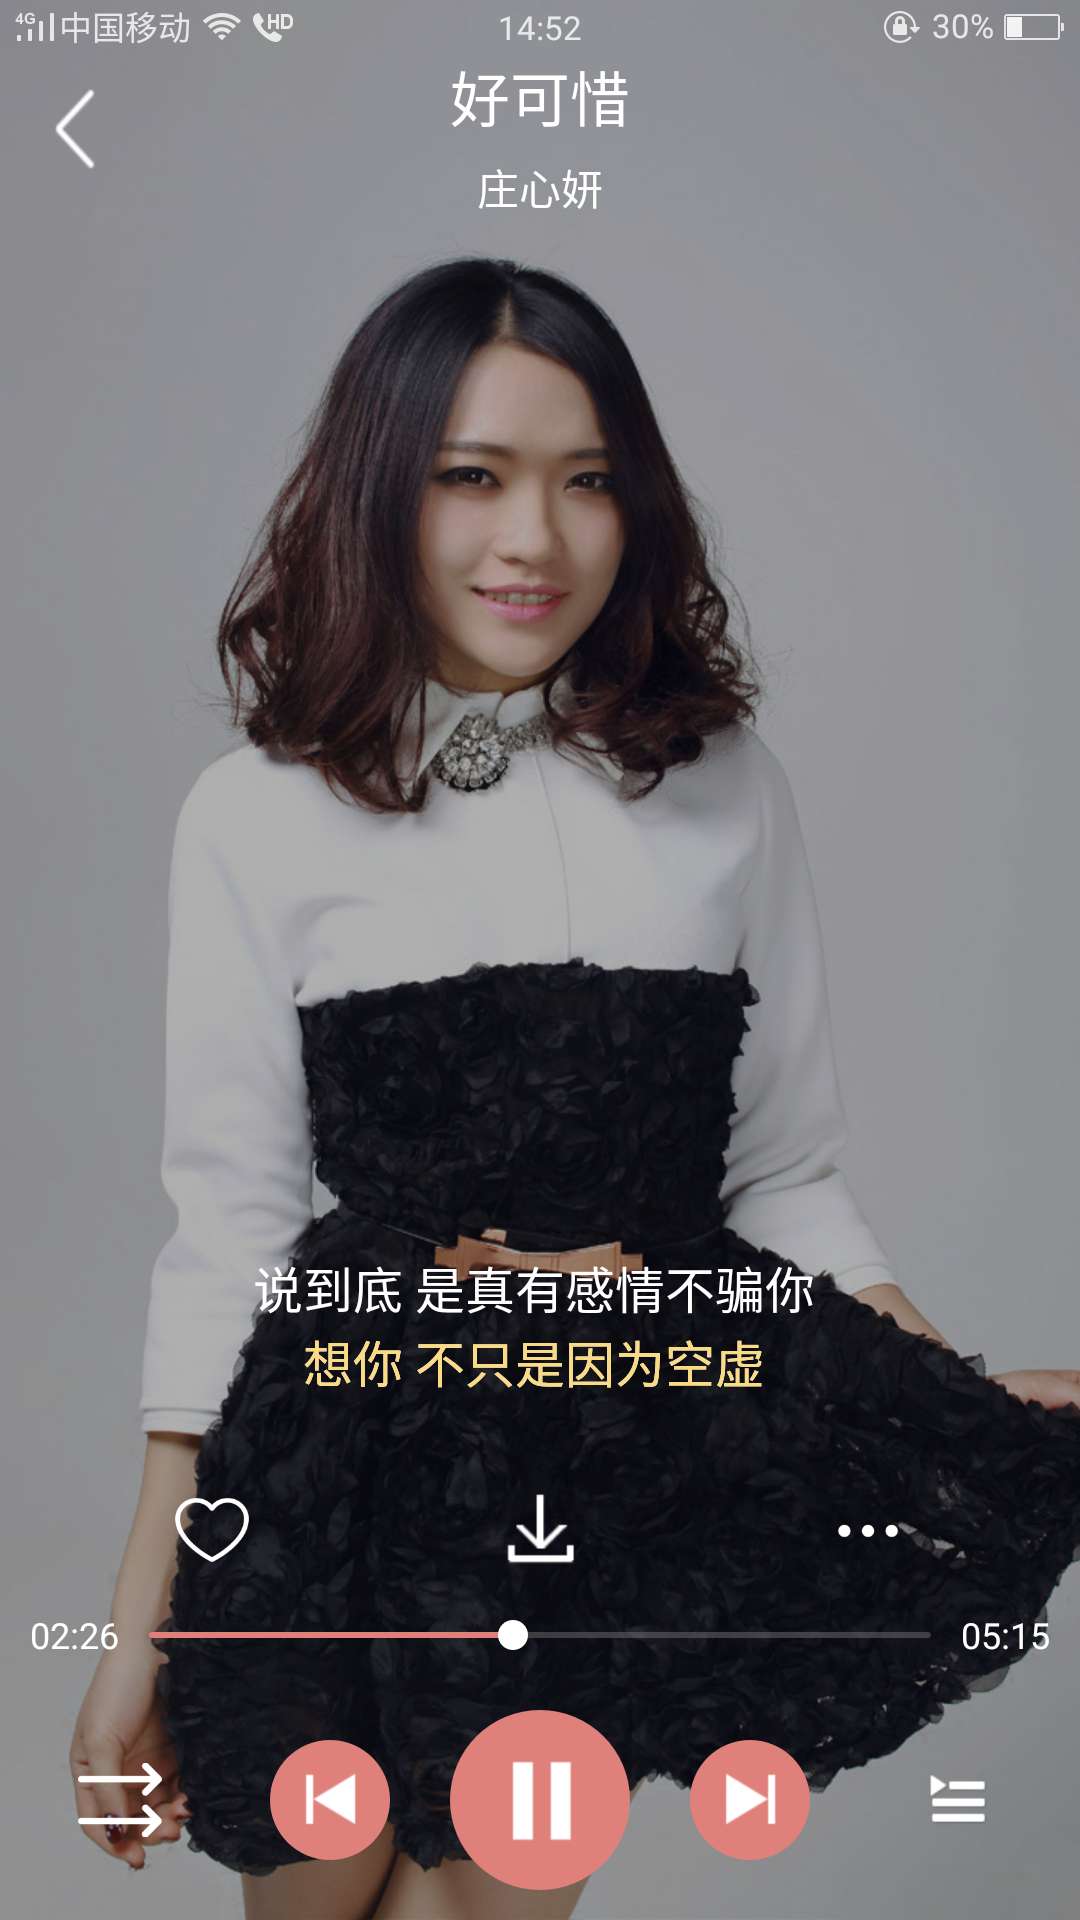 4G 中国移动 HD 14:52 30%
好可惜
庄心妍
说到底 是真有感情不骗你
想你 不只是因为空虚
02:26 05:15